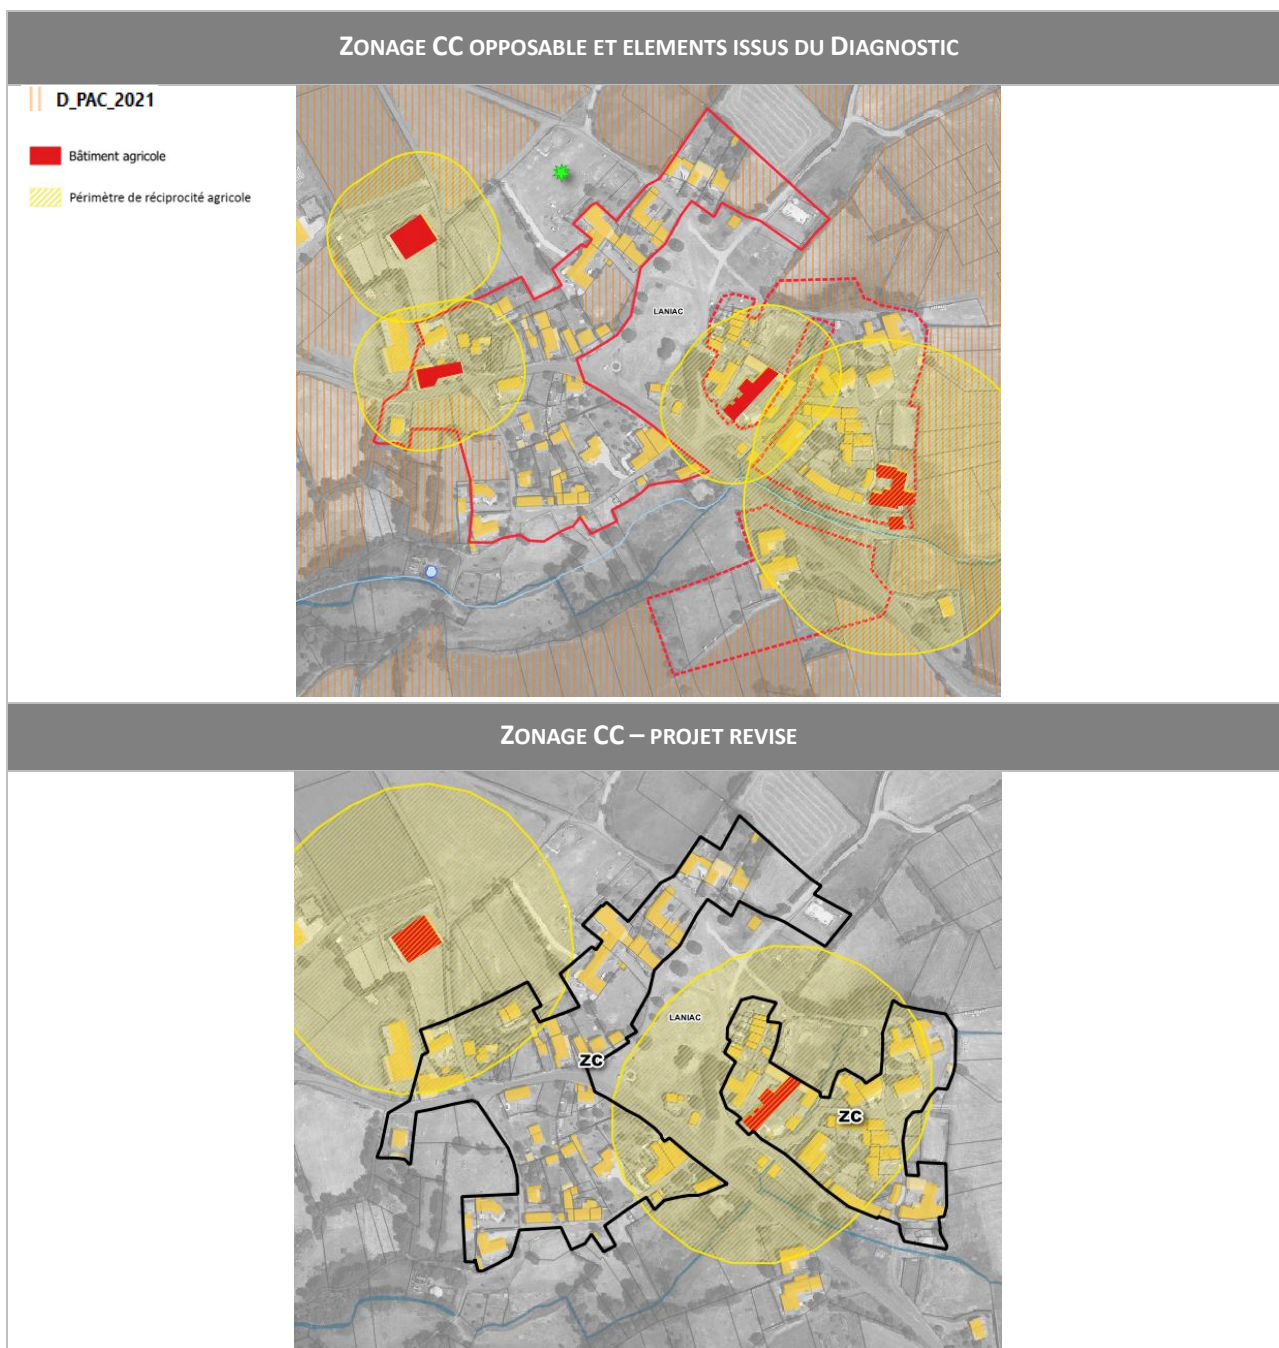 ZONAGE CC OPPOSABLE ET ELEMENTS ISSUS DU DIAGNOSTIC
D_PAC_2021
Bâtiment agricole
Périmètre de réciprocité agricole
LANIAC
ZONAGE CC – PROJET REVISE
LANIAC
ZC
ZC